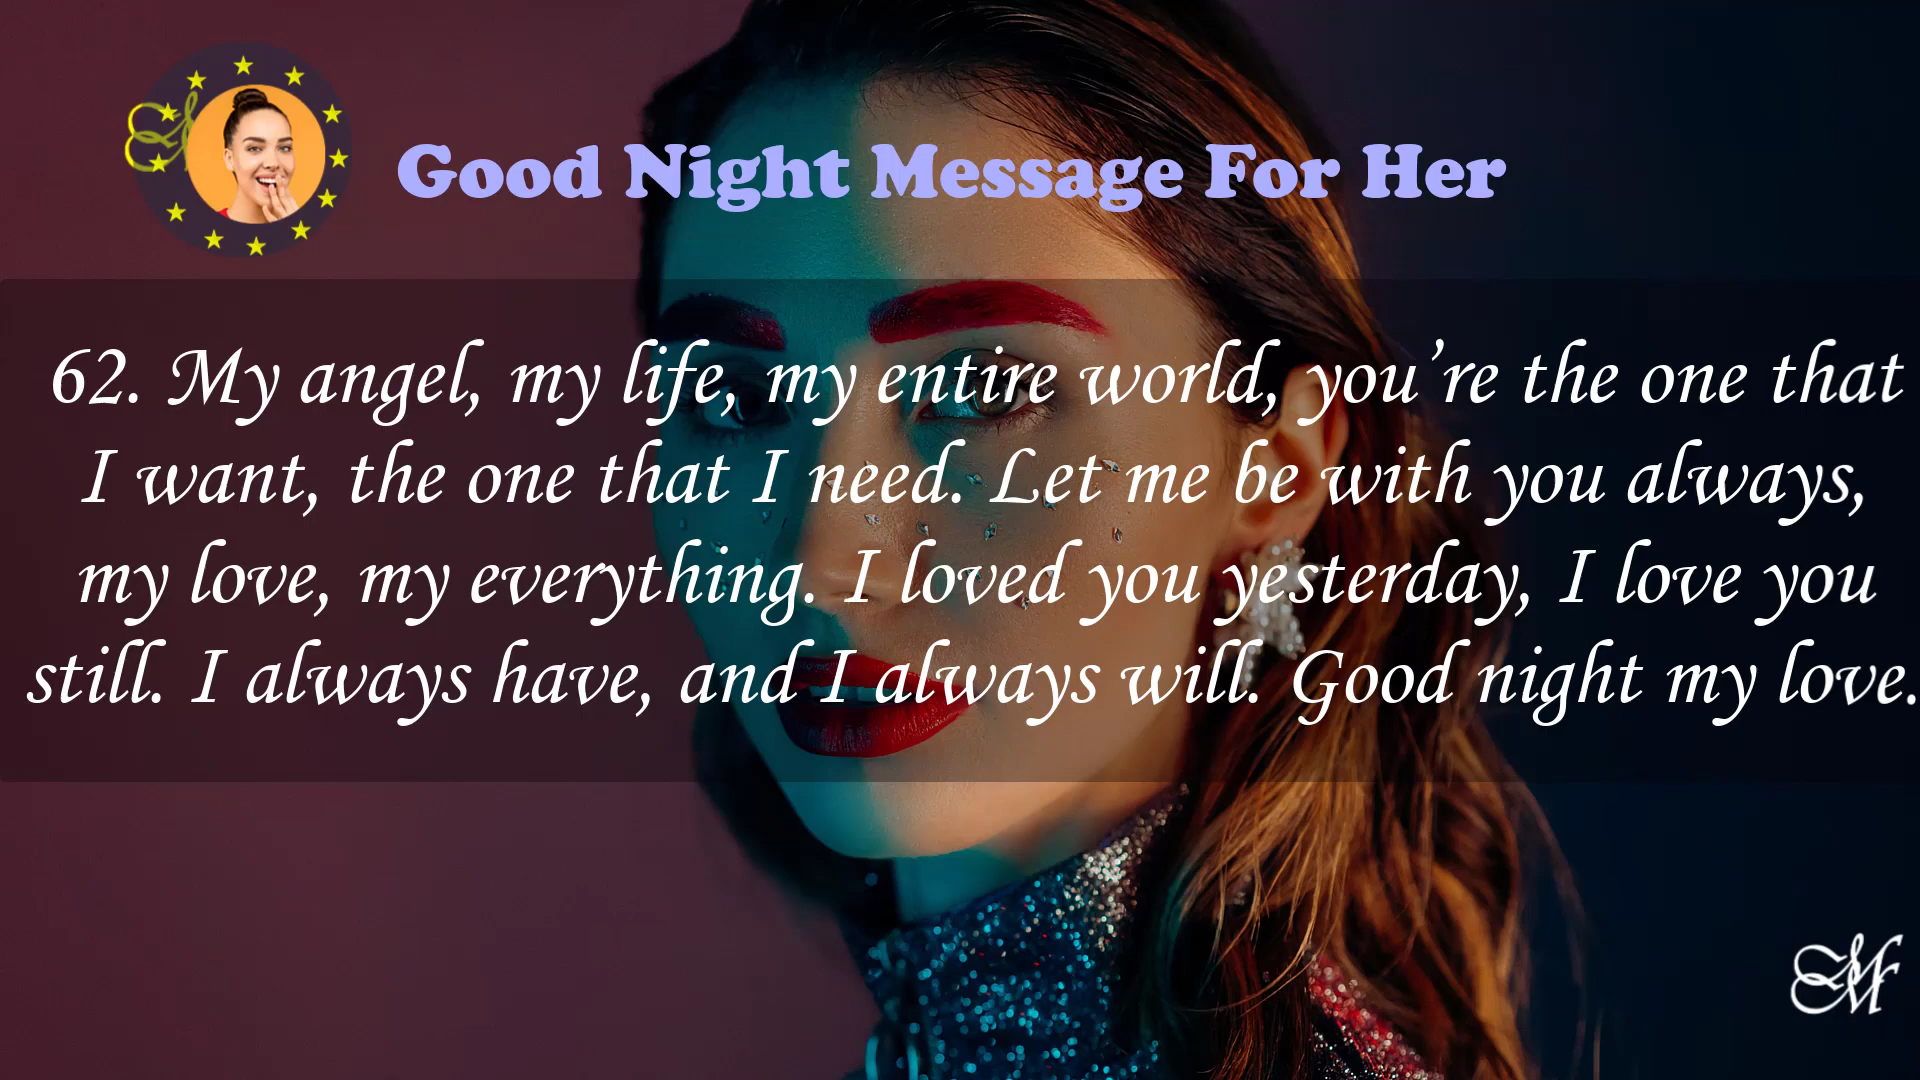 Good Night Message For Her
62. My angel, my life, my entire world, you’re the one that
I want, the one that I need. Let me be with you always,
my love, my everything. I loved you yesterday, I love you
still. I always have, and I always will. Good night my love.